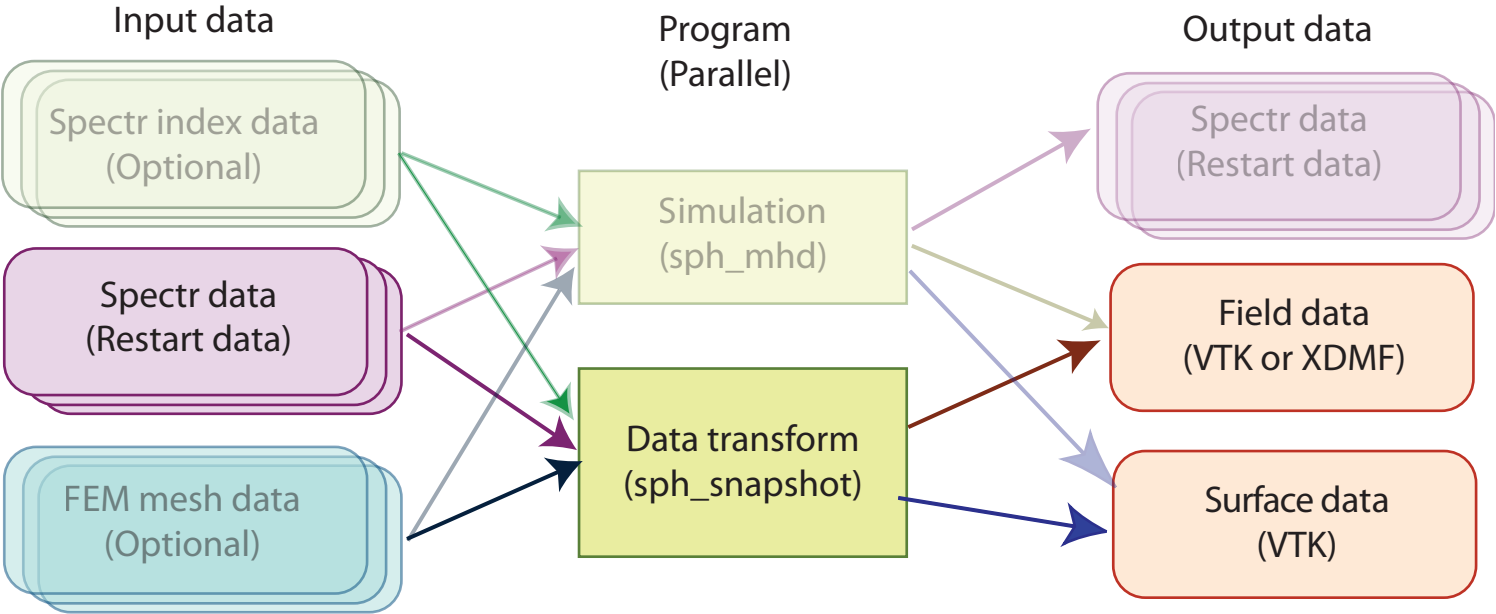 Input data
Spectr index data
(Optional)
Spectr data
(Restart data)
FEM mesh data
(Optional)
Program
(Parallel)
Simulation
(sph_mhd)
Data transform
(sph_snapshot)
Output data
Spectr data
(Restart data)
Field data
(VTK or XDMF)
Surface data
(VTK)